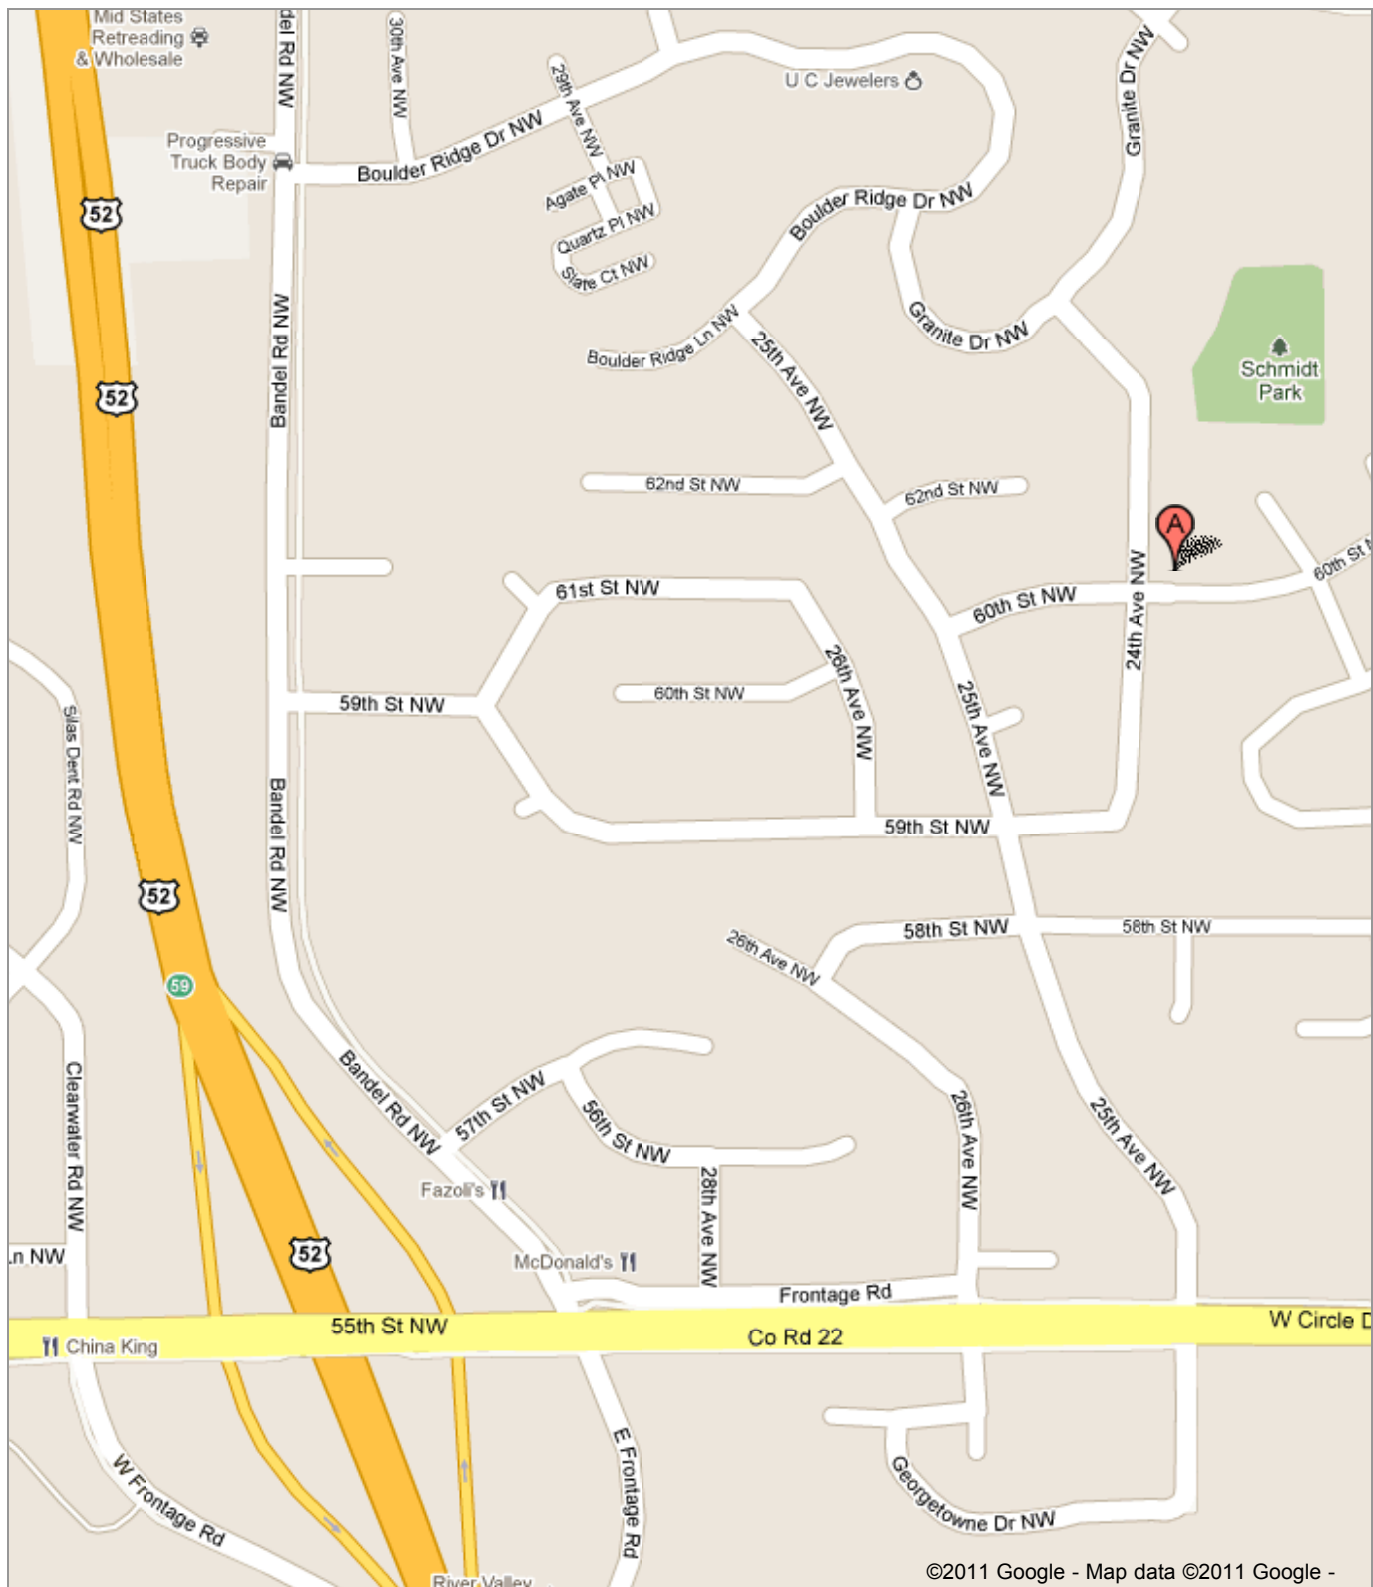 Mid States
Retreading
& Wholesale
del Rd NW
30th Ave NW
29th Ave NW
U C Jewelers
Granite Dr NW
Progressive
Truck Body
Repair
Boulder Ridge Dr NW
Agate Pl NW
Quartz Pl NW
Slate Ct NW
Boulder Ridge Dr NW
52
Bandel Rd NW
Boulder Ridge Ln NW
25th Ave NW
Granite Dr NW
Schmidt
Park
52
62nd St NW
62nd St NW
A
60th St N
61st St NW
60th St NW
24th Ave NW
26th Ave NW
60th St NW
59th St NW
25th Ave NW
Silas Dent Rd NW
Bandel Rd NW
59th St NW
52
58th St NW
58th St NW
26th Ave NW
59
Bandel Rd NW
57th St NW
56th St NW
Clearwater Rd NW
26th Ave NW
25th Ave NW
Fazoli's
28th Ave NW
52
McDonald's
Ln NW
Frontage Rd
55th St NW
Co Rd 22
W Circle D
China King
W Frontage Rd
E Frontage Rd
Georgetowne Dr NW
River Valley
©2011 Google - Map data ©2011 Google -